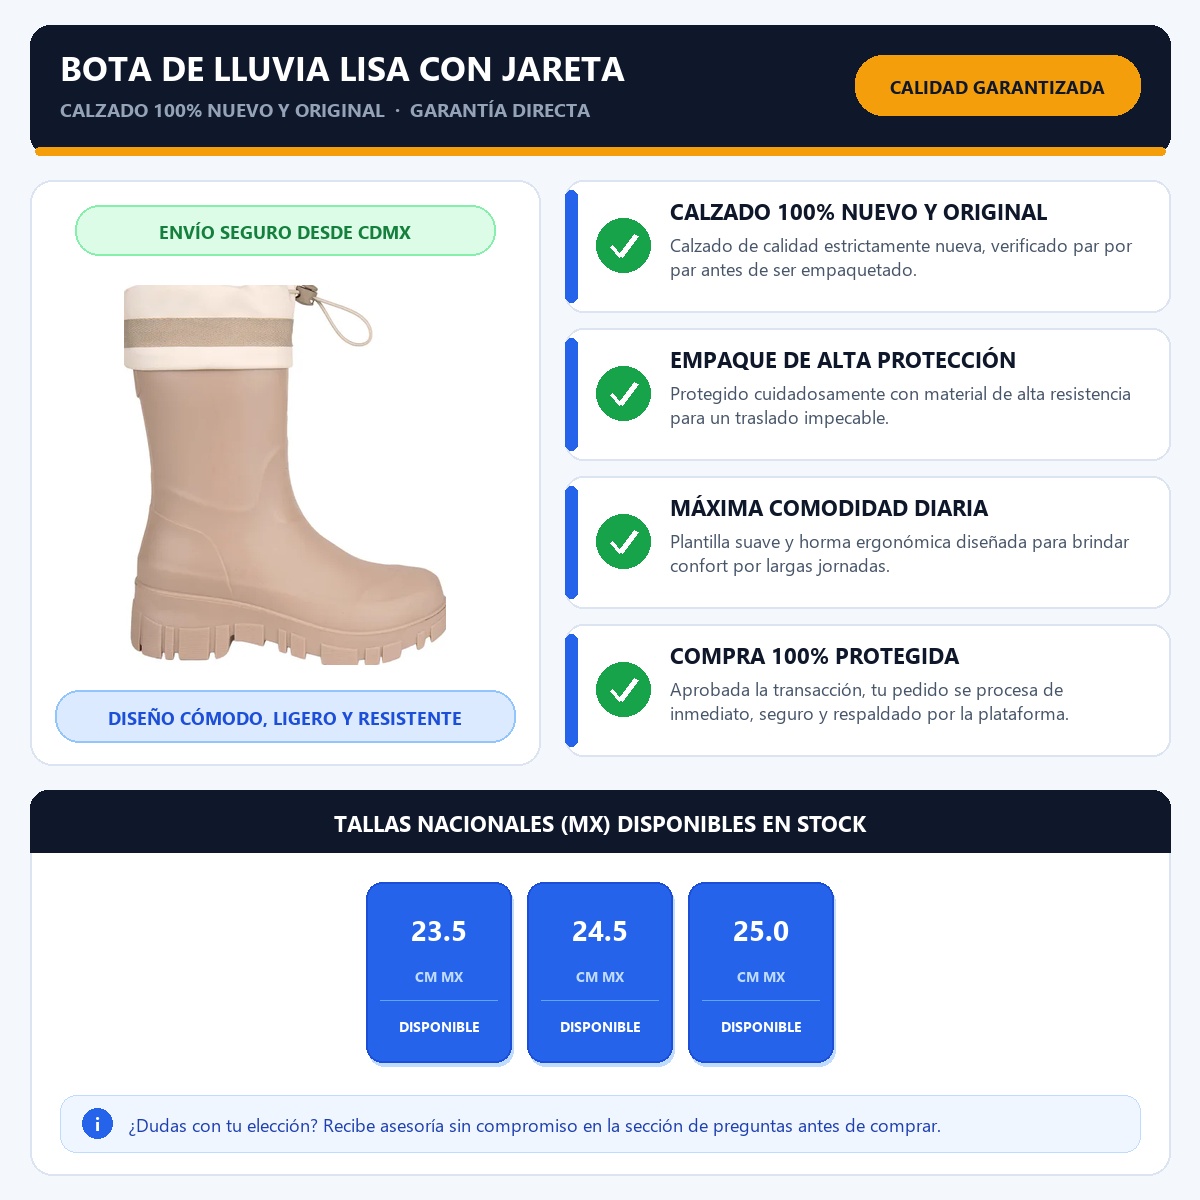 BOTA DE LLUVIA LISA CON JARETA
CALZADO 100% NUEVO Y ORIGINAL · GARANTÍA DIRECTA
CALIDAD GARANTIZADA
ENVÍO SEGURO DESDE CDMX
DISEÑO CÓMODO, LIGERO Y RESISTENTE
CALZADO 100% NUEVO Y ORIGINAL
Calzado de calidad estrictamente nueva, verificado par por
par antes de ser empaquetado.
EMPAQUE DE ALTA PROTECCIÓN
Protegido cuidadosamente con material de alta resistencia
para un traslado impecable.
MÁXIMA COMODIDAD DIARIA
Plantilla suave y horma ergonómica diseñada para brindar
confort por largas jornadas.
COMPRA 100% PROTEGIDA
Aprobada la transacción, tu pedido se procesa de
inmediato, seguro y respaldado por la plataforma.
TALLAS NACIONALES (MX) DISPONIBLES EN STOCK
23.5
CM MX
DISPONIBLE
24.5
CM MX
DISPONIBLE
25.0
CM MX
DISPONIBLE
¿Dudas con tu elección? Recibe asesoría sin compromiso en la sección de preguntas antes de comprar.